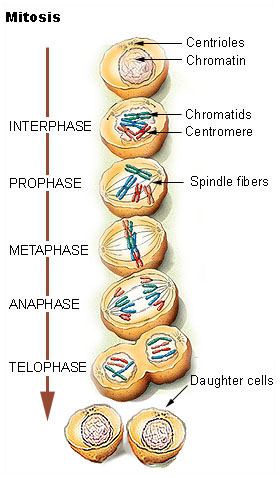 Mitosis
Centrioles
Chromatin
Chromatids
INTERPHASE
Centromere
PROPHASE
Spindle fibers
METAPHASE
ANAPHASE
TELOPHASE
Daughter cells